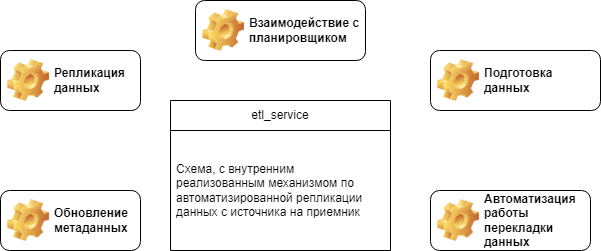 Взаимодействие с
планировщиком
Репликация
данных
Подготовка
данных
etl_service
Схема, с внутренним
реализованным механизмом по
автоматизированной репликации
данных с источника на приемник
Обновление
метаданных
Автоматизация
работы
перекладки
данных